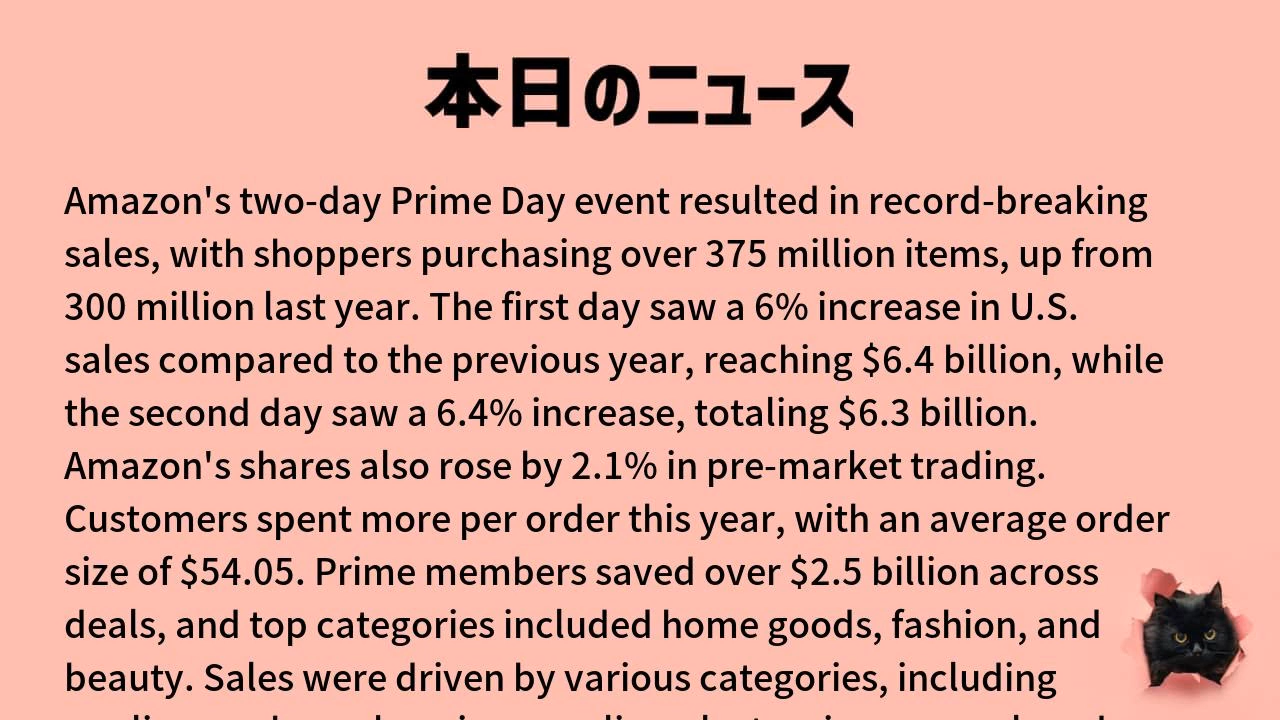 本日のニュース
Amazon's two-day Prime Day event resulted in record-breaking
sales, with shoppers purchasing over 375 million items, up from
300 million last year. The first day saw a 6% increase in U.S.
sales compared to the previous year, reaching $6.4 billion, while
the second day saw a 6.4% increase, totaling $6.3 billion.
Amazon's shares also rose by 2.1% in pre-market trading.
Customers spent more per order this year, with an average order
size of $54.05. Prime members saved over $2.5 billion across
deals, and top categories included home goods, fashion, and
beauty. Sales were driven by various categories, including